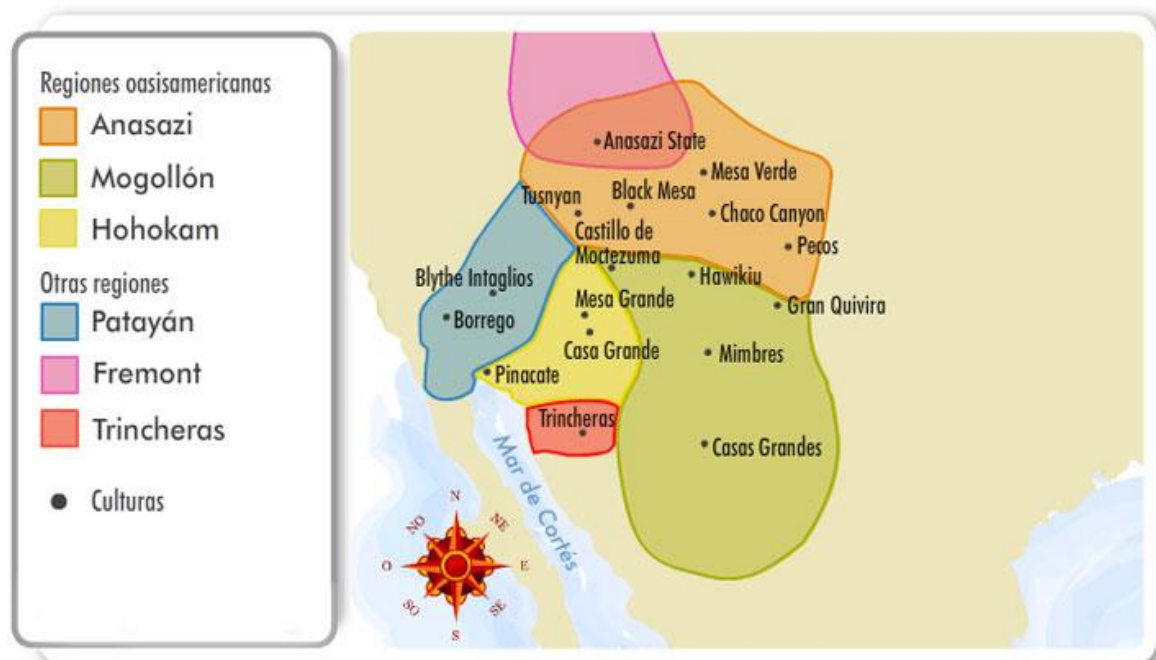 Regiones oasisamericanas
Anasazi
Mogollón
Hohokam
Otras regiones
Patayán
Fremont
Trincheras
Culturas
Anasazi State
Mesa Verde
Black Mesa
Tusnyan
Chaco Canyon
Castillo de
Moctezuma
Pecos
Hawikiu
Blythe Intaglios
Mesa Grande
Gran Quivira
Borrego
Casa Grande
Mimbres
Pinacate
Trincheras
Casas Grandes
Mar de Cortés
N
NO
NE
O
E
SO
SE
S